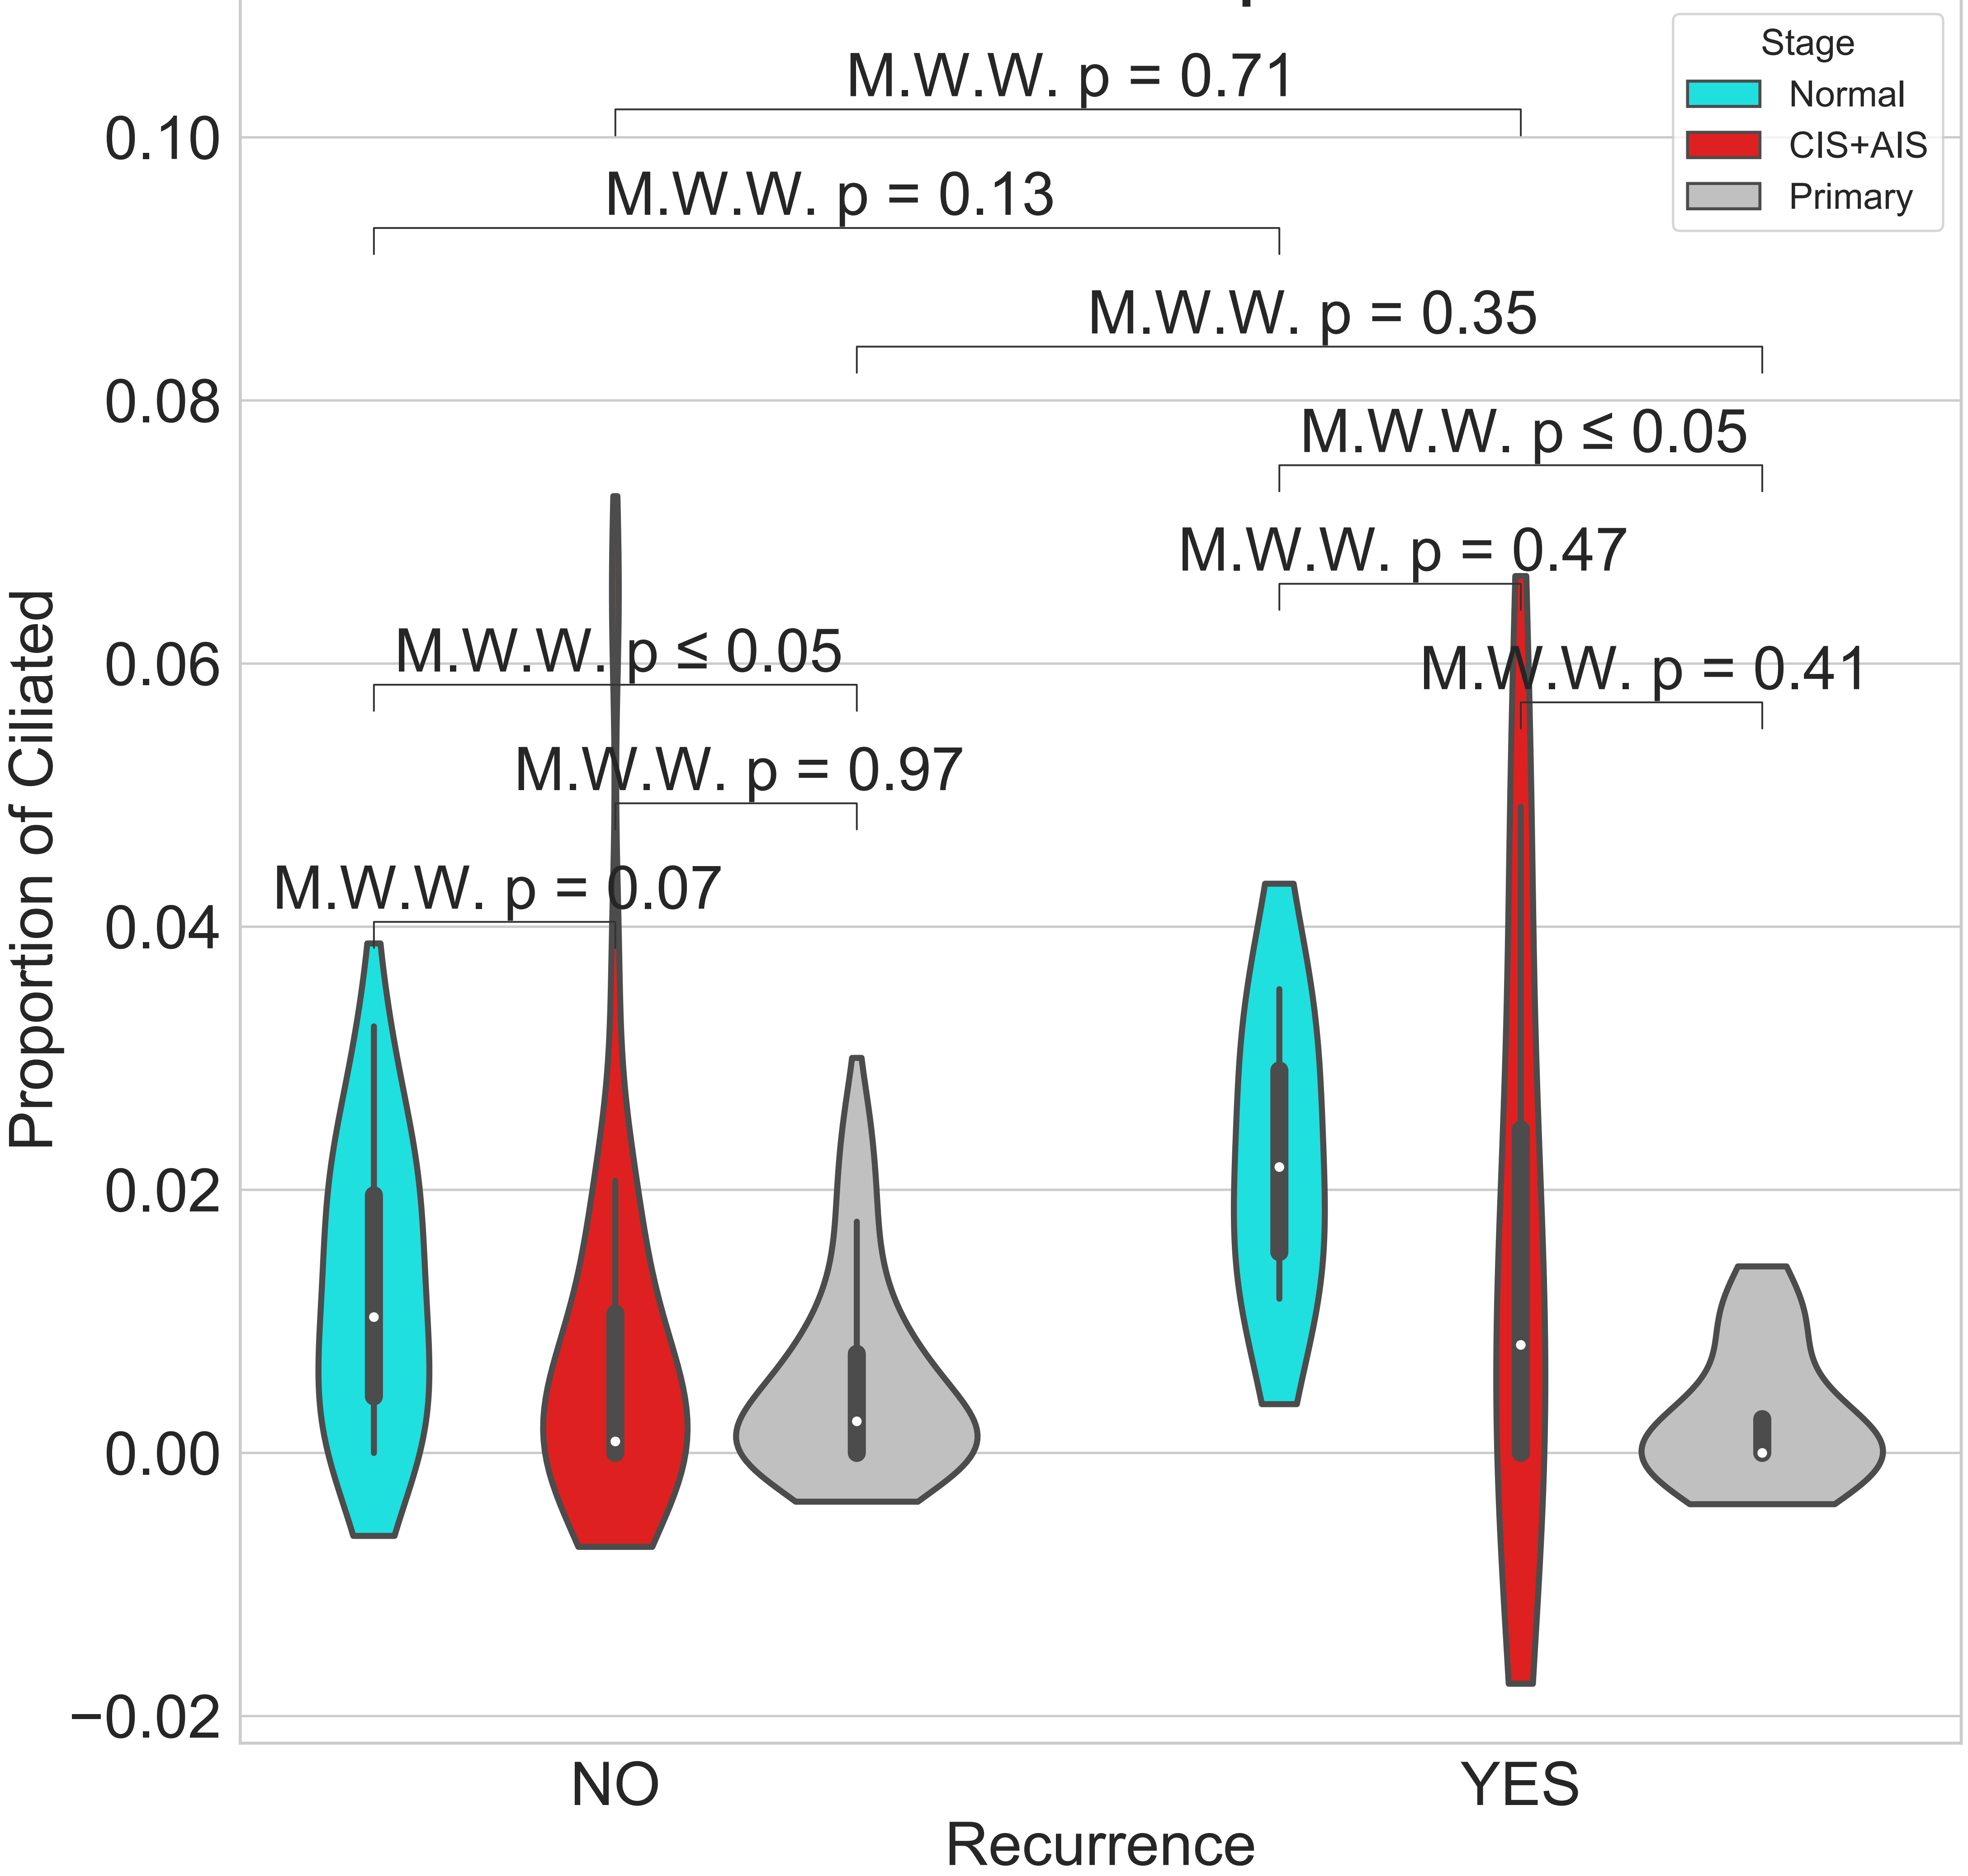 Stage
Normal
CIS+AIS
Primary
M.W.W. p = 0.71
M.W.W. p = 0.13
M.W.W. p = 0.35
M.W.W. p ≤ 0.05
M.W.W. p = 0.47
M.W.W. p ≤ 0.05
M.W.W. p = 0.41
M.W.W. p = 0.97
M.W.W. p = 0.07
0.10
0.08
0.06
0.04
0.02
0.00
−0.02
Proportion of Ciliated
NO
YES
Recurrence